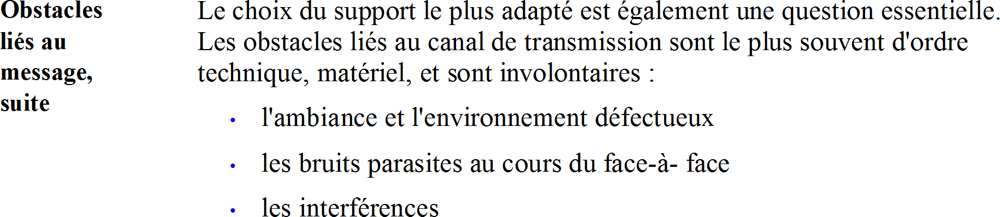 Obstacles
liés au
message,
suite
Le choix du support le plus adapté est également une question essentielle.
Les obstacles liés au canal de transmission sont le plus souvent d'ordre
technique, matériel, et sont involontaires :
• l'ambiance et l'environnement défectueux
• les bruits parasites au cours du face-à- face
• les interférences